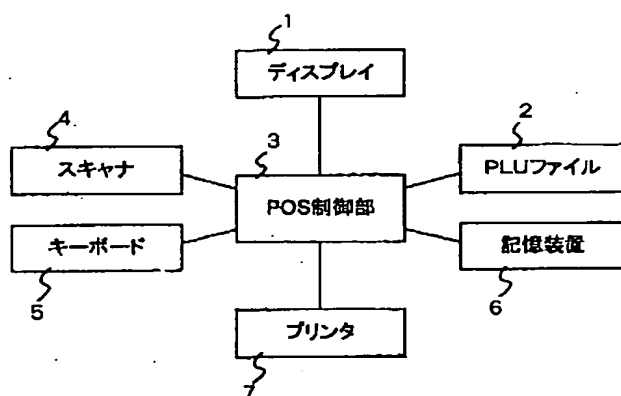 1
ディスプレイ
4
スキャナ
3
POS制御部
2
PLUファイル
キーボード
5
記憶装置
6
プリンタ
7